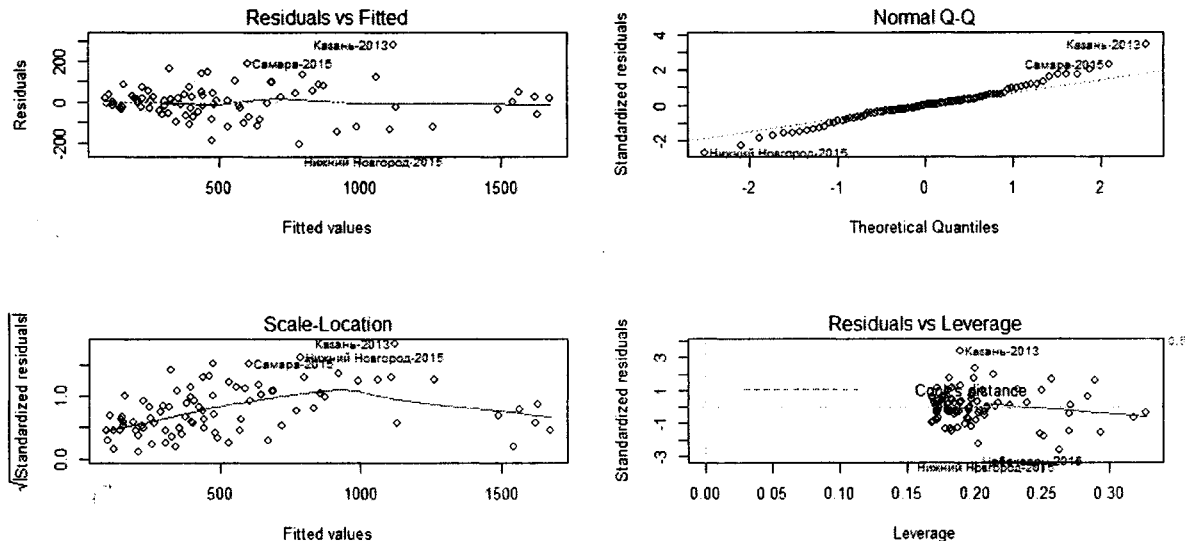 Residuals vs Fitted
Residuals
200
0
-200
Казань-2013
Самара-2015
Нижний Новгород-2015
500
1000
1500
Fitted values
Normal Q-Q
Standardized residuals
4
2
0
-2
Казань-2013
Самара-2015
Нижний Новгород-2015
-2
-1
0
1
2
Theoretical Quantiles
Scale-Location
√|Standardized residuals|
1.0
0.0
Казань-2013
Нижний Новгород-2015
Самара-2015
500
1000
1500
Fitted values
Residuals vs Leverage
Standardized residuals
3
1
-1
-3
Казань-2013
0.5
Cook's distance
Нижний Новгород-2015
0.00
0.05
0.10
0.15
0.20
0.25
0.30
Leverage